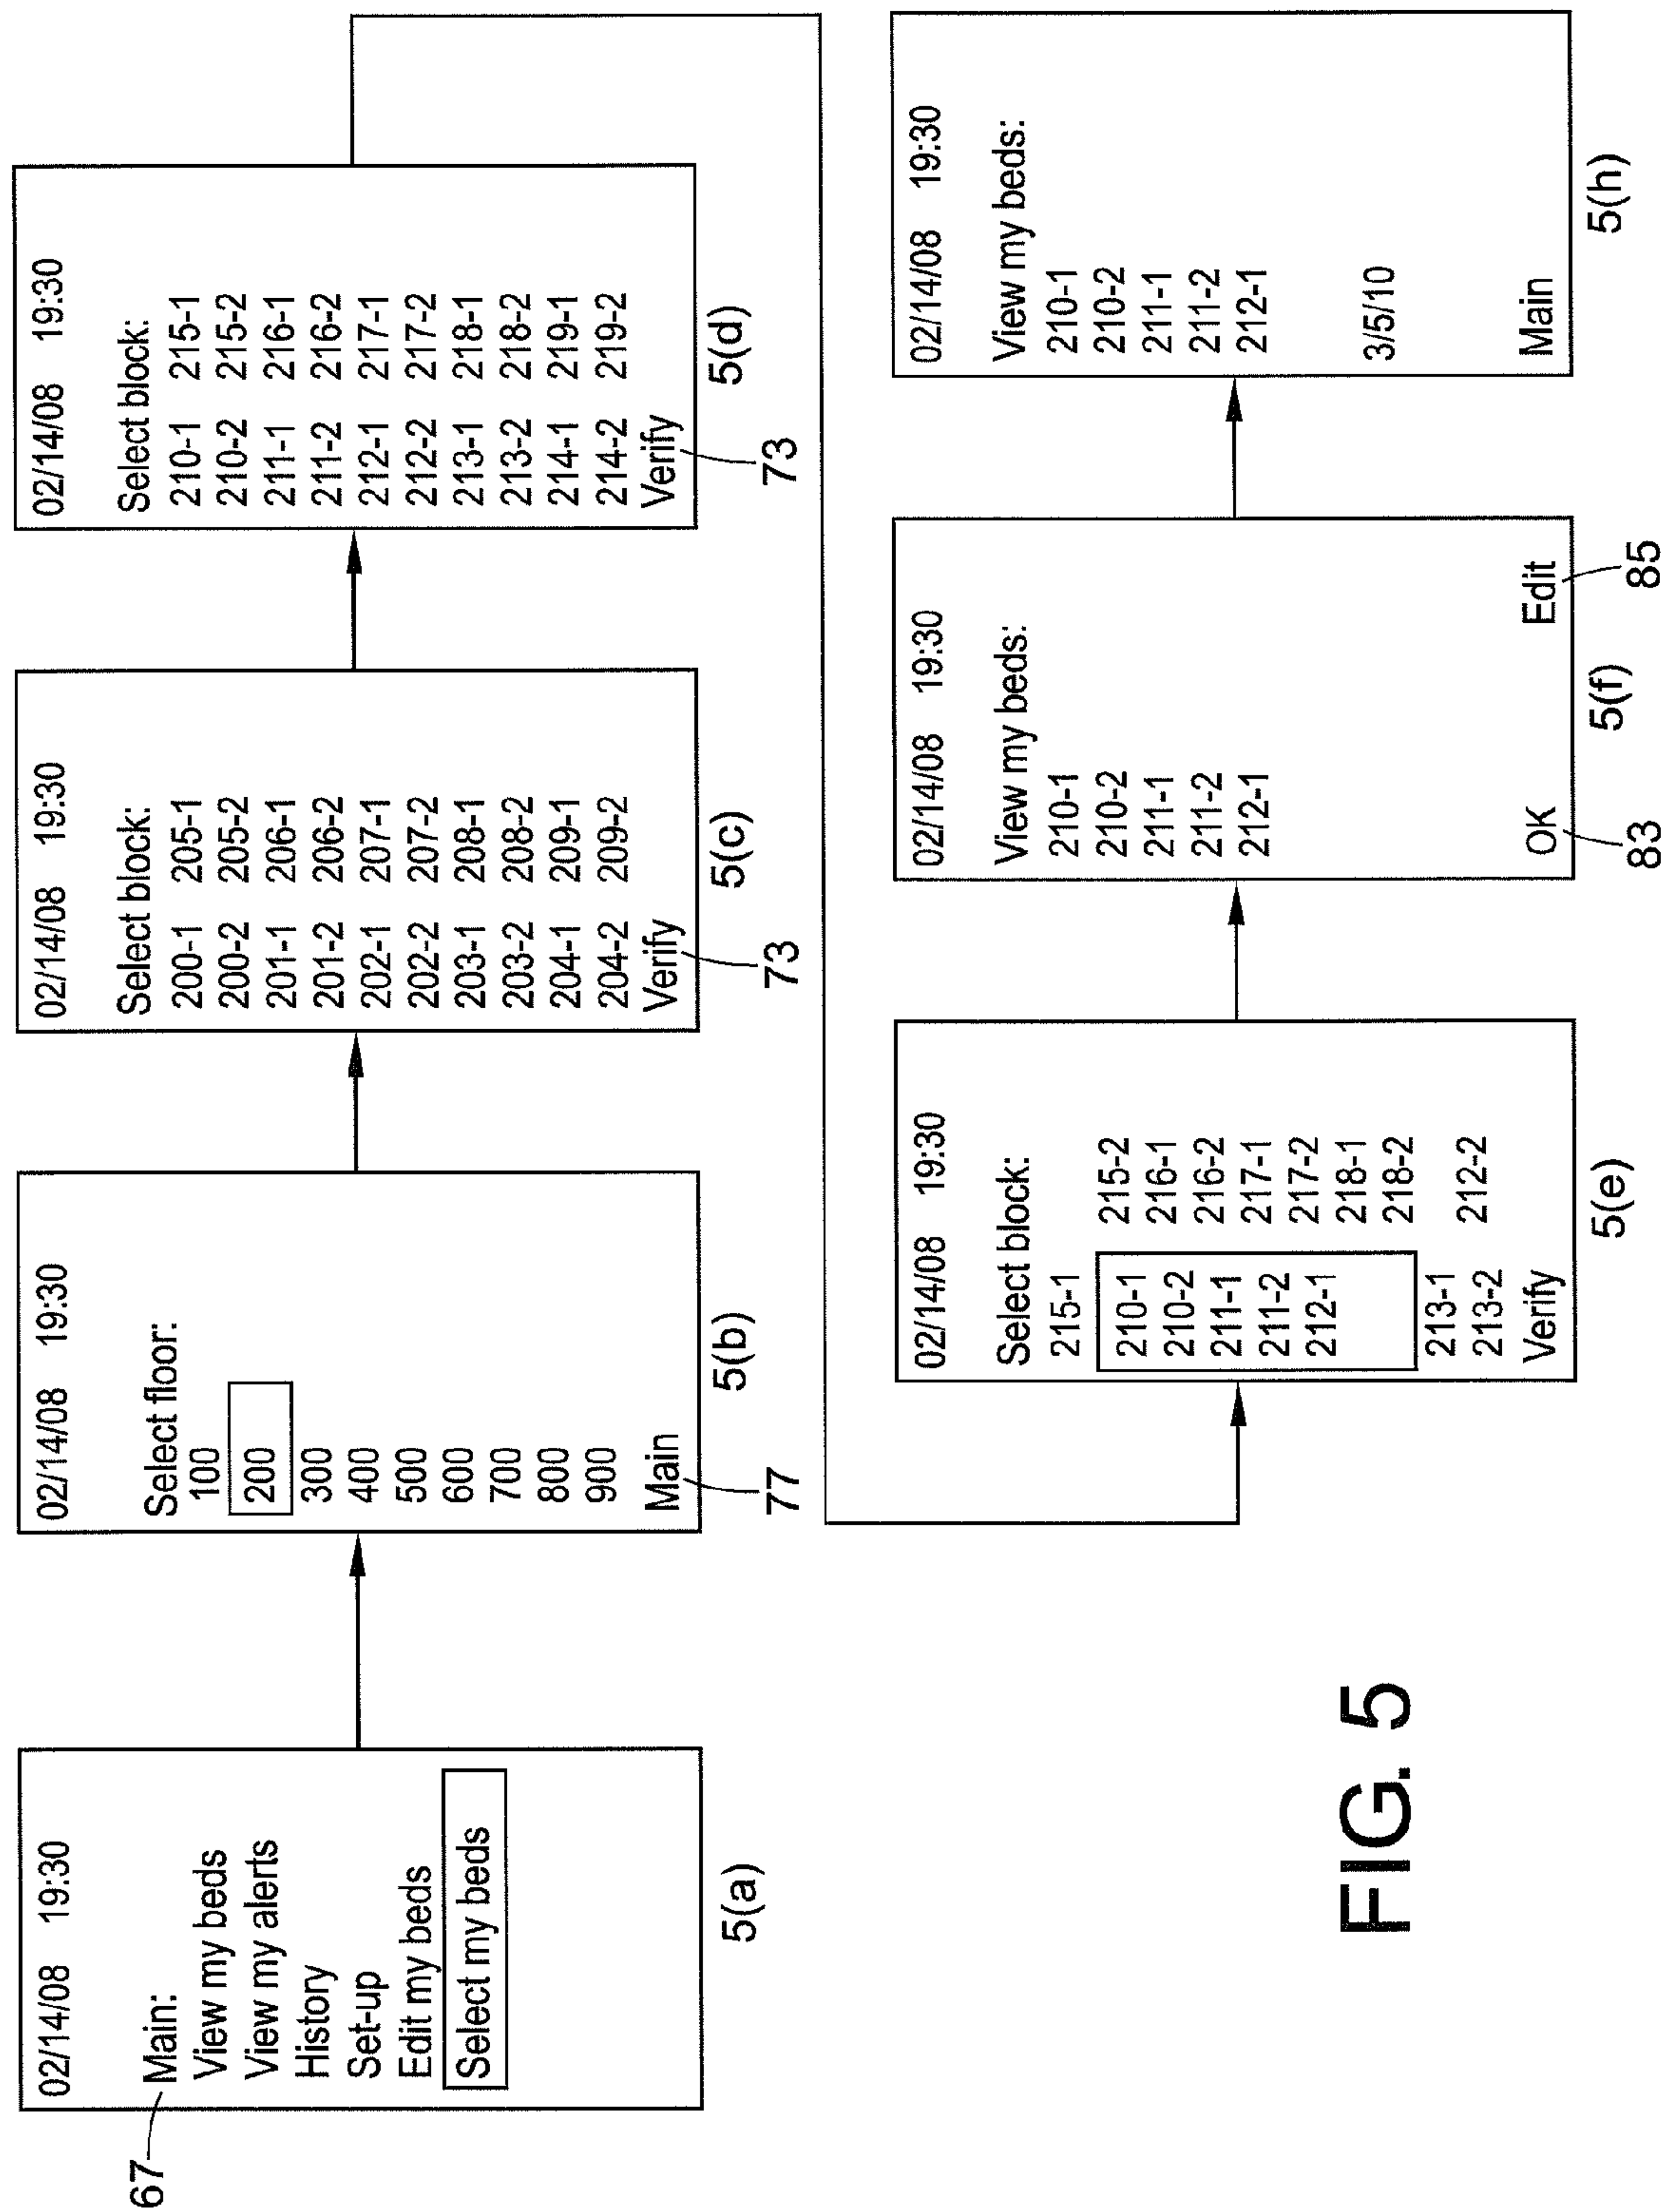 02/14/08 19:30
67
Main:
View my beds
View my alerts
History
Set-up
Edit my beds
Select my beds
5(a)
02/14/08 19:30
Select floor:
100
200
300
400
500
600
700
800
900
Main
77
5(b)
02/14/08 19:30
Select block:
200-1 205-1
200-2 205-2
201-1 206-1
201-2 206-2
202-1 207-1
202-2 207-2
203-1 208-1
203-2 208-2
204-1 209-1
204-2 209-2
Verify
73
5(c)
02/14/08 19:30
Select block:
210-1 215-1
210-2 215-2
211-1 216-1
211-2 216-2
212-1 217-1
212-2 217-2
213-1 218-1
213-2 218-2
214-1 219-1
214-2 219-2
Verify
73
5(d)
02/14/08 19:30
Select block:
215-1
210-1 215-2
210-2 216-1
211-1 216-2
211-2 217-1
212-1 217-2
218-1
218-2
213-1
213-2 212-2
Verify
5(e)
02/14/08 19:30
View my beds:
210-1
210-2
211-1
211-2
212-1
OK Edit
83 85
5(f)
02/14/08 19:30
View my beds:
210-1
210-2
211-1
211-2
212-1
3/5/10
Main
5(h)
FIG. 5